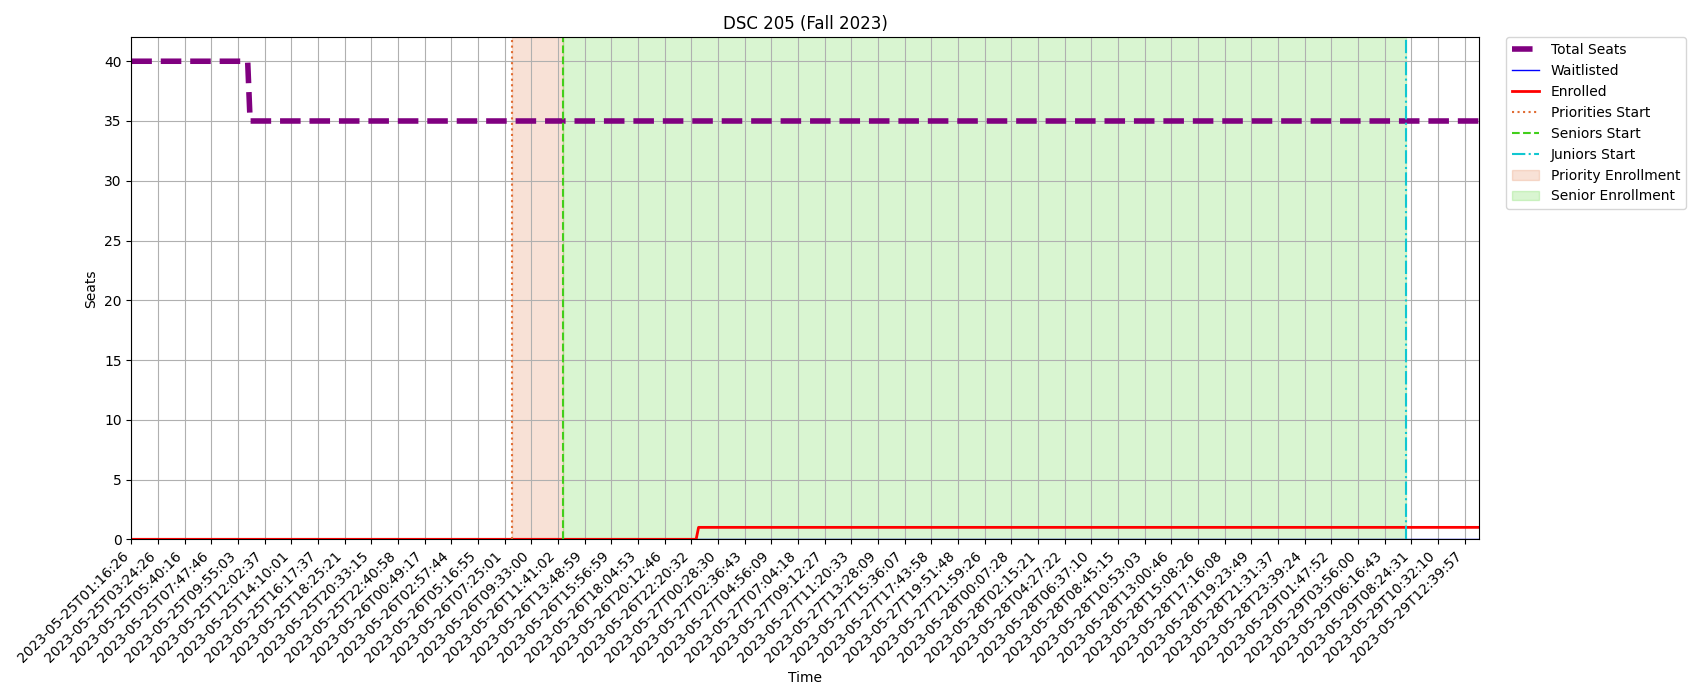 DSC 205 (Fall 2023)
Seats
40
35
30
25
20
15
10
5
0
2023-05-25T01:16:26
2023-05-25T03:24:26
2023-05-25T05:40:16
2023-05-25T07:47:46
2023-05-25T09:55:03
2023-05-25T12:02:37
2023-05-25T14:10:01
2023-05-25T16:17:37
2023-05-25T18:25:21
2023-05-25T20:33:15
2023-05-25T22:40:58
2023-05-26T00:49:17
2023-05-26T02:57:44
2023-05-26T05:16:55
2023-05-26T07:25:01
2023-05-26T09:33:00
2023-05-26T11:41:02
2023-05-26T13:48:59
2023-05-26T15:56:59
2023-05-26T18:04:53
2023-05-26T20:12:46
2023-05-26T22:20:32
2023-05-27T00:28:30
2023-05-27T02:36:43
2023-05-27T04:56:09
2023-05-27T07:04:18
2023-05-27T09:12:27
2023-05-27T11:20:33
2023-05-27T13:28:09
2023-05-27T15:36:07
2023-05-27T17:43:58
2023-05-27T19:51:48
2023-05-27T21:59:26
2023-05-28T00:07:28
2023-05-28T02:15:21
2023-05-28T04:27:22
2023-05-28T06:37:10
2023-05-28T08:45:15
2023-05-28T10:53:03
2023-05-28T13:00:46
2023-05-28T15:08:26
2023-05-28T17:16:08
2023-05-28T19:23:49
2023-05-28T21:31:37
2023-05-28T23:39:24
2023-05-29T01:47:52
2023-05-29T03:56:00
2023-05-29T06:16:43
2023-05-29T08:24:31
2023-05-29T10:32:10
2023-05-29T12:39:57
Time
Total Seats
Waitlisted
Enrolled
Priorities Start
Seniors Start
Juniors Start
Priority Enrollment
Senior Enrollment